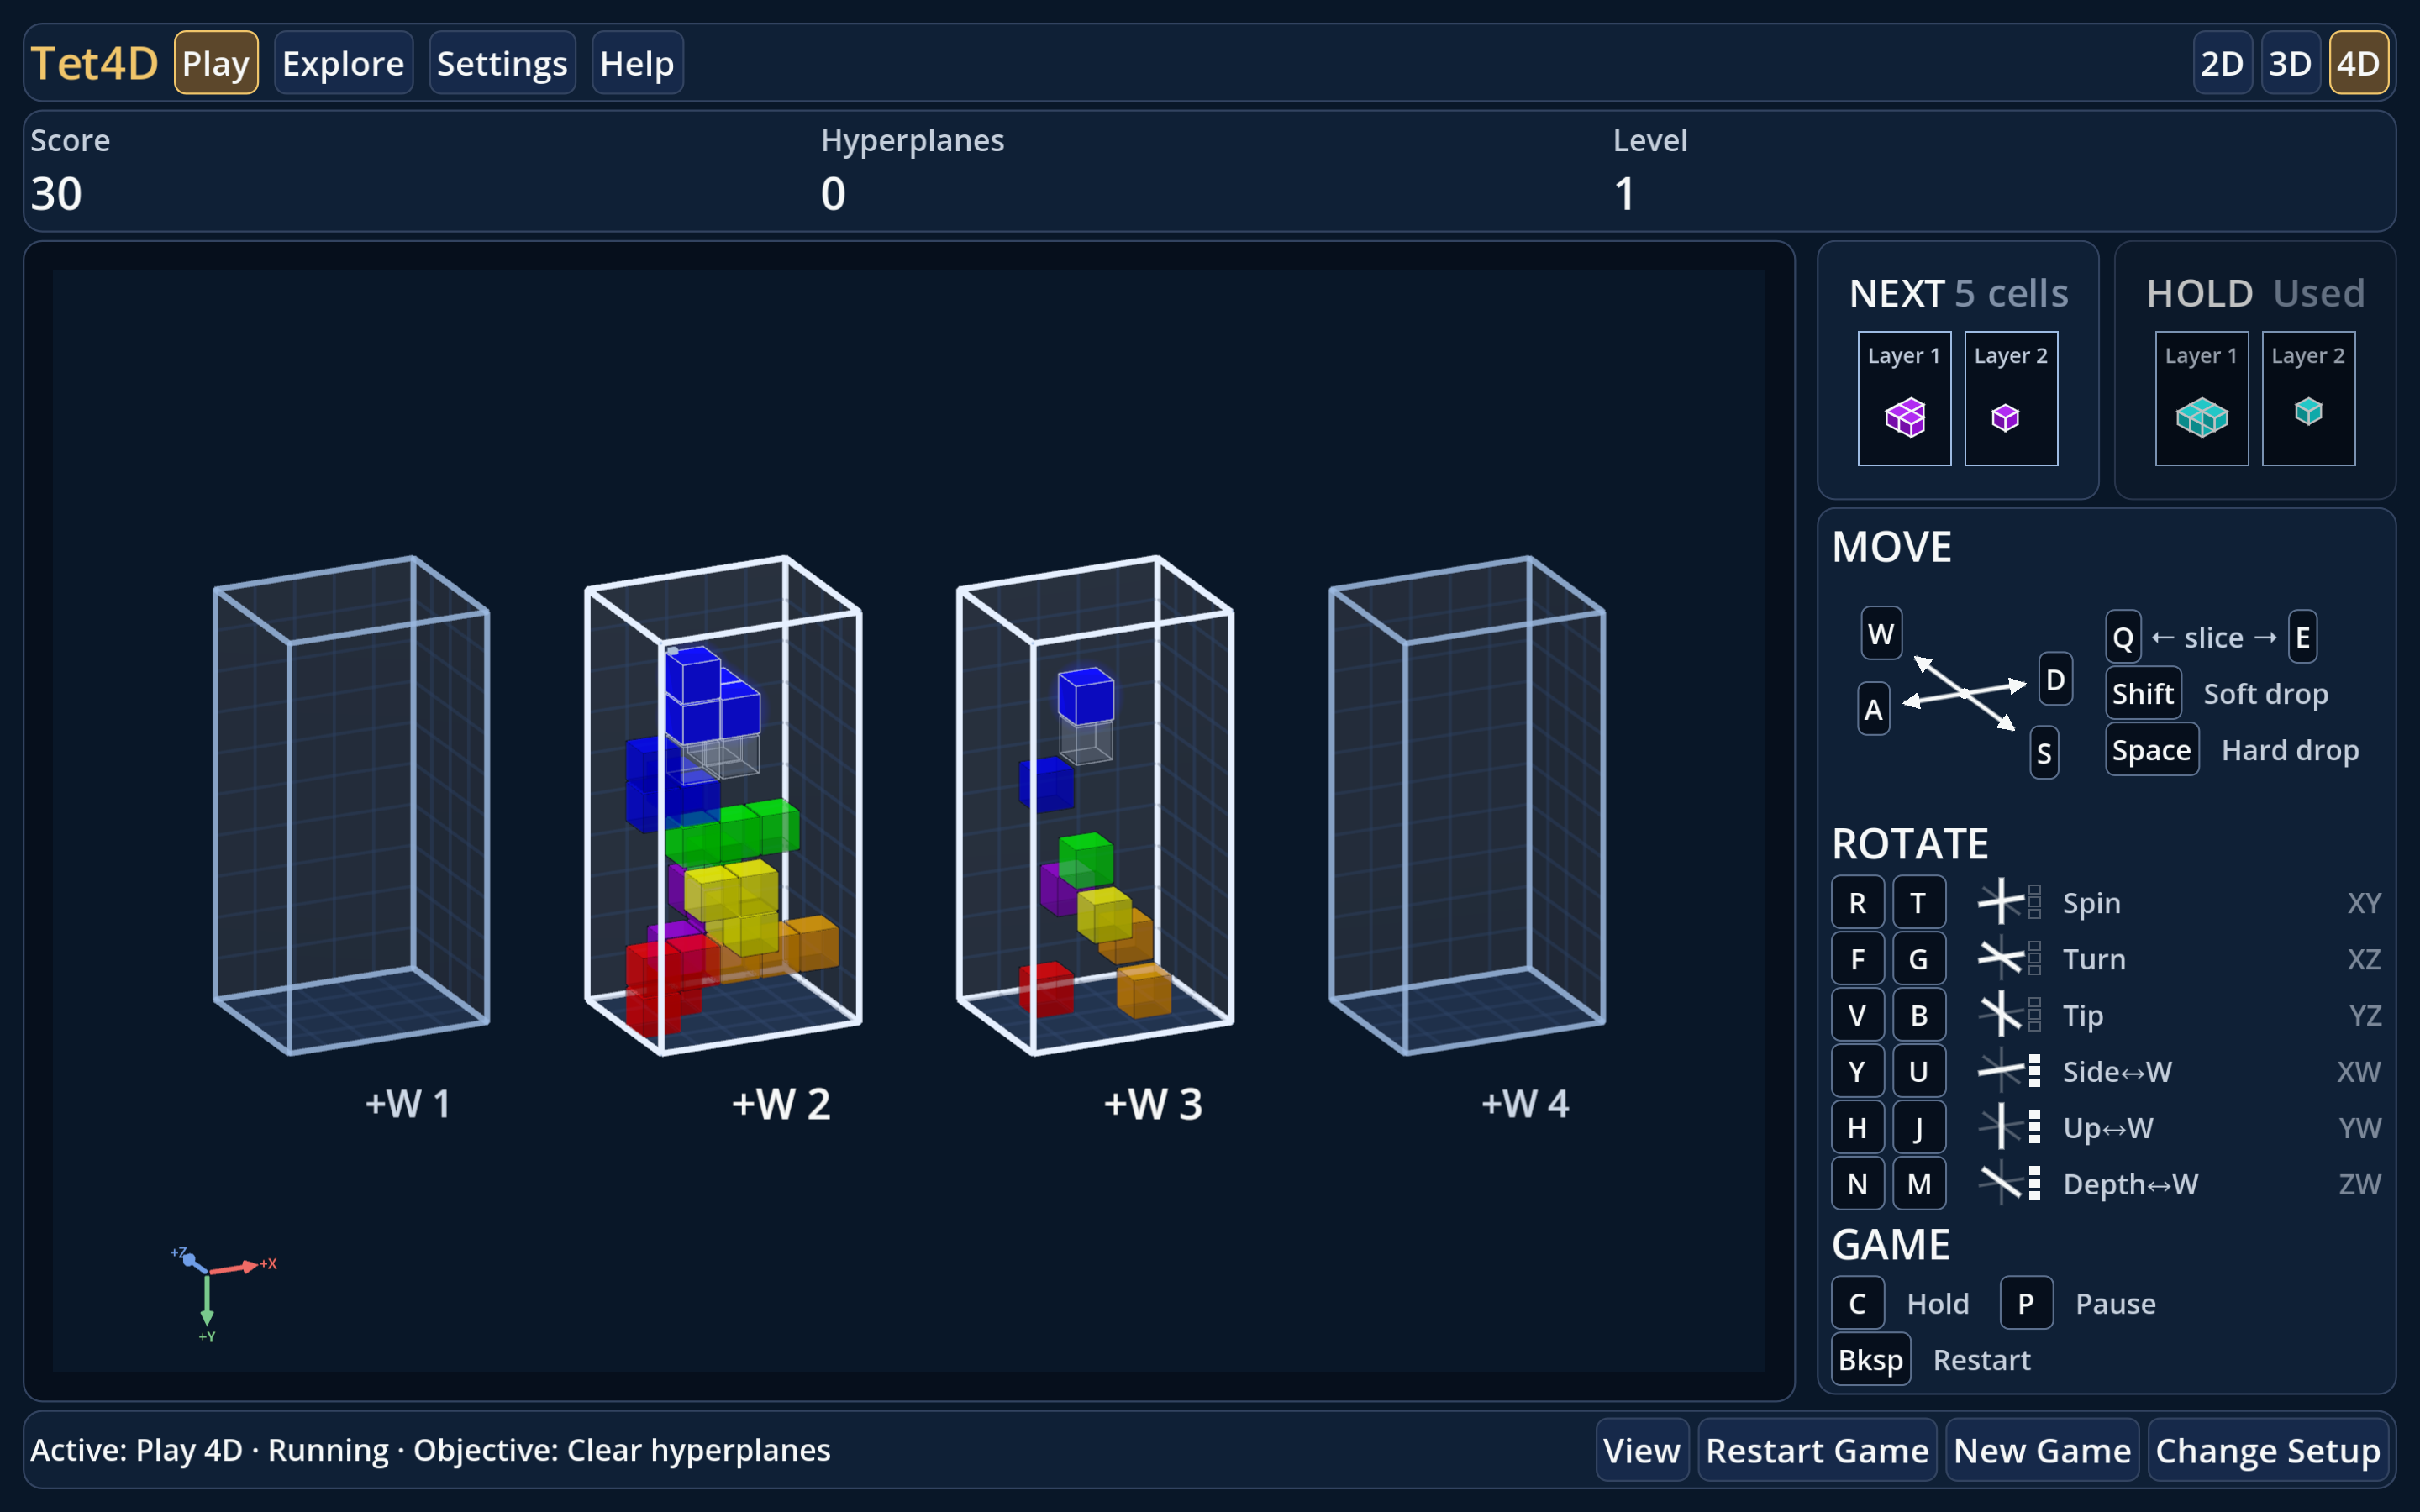 Tet4D Play Explore Settings Help 2D 3D 4D
Score Hyperplanes Level
30 0 1
NEXT 5 cells
Layer 1 Layer 2
HOLD Used
Layer 1 Layer 2
MOVE
W A D S
Q ← slice → E
Shift Soft drop
Space Hard drop
ROTATE
R T Spin XY
F G Turn XZ
V B Tip YZ
Y U Side↔W XW
H J Up↔W YW
N M Depth↔W ZW
GAME
C Hold P Pause
Bksp Restart
+W 1 +W 2 +W 3 +W 4
+Z +X
+Y
Active: Play 4D · Running · Objective: Clear hyperplanes
View Restart Game New Game Change Setup